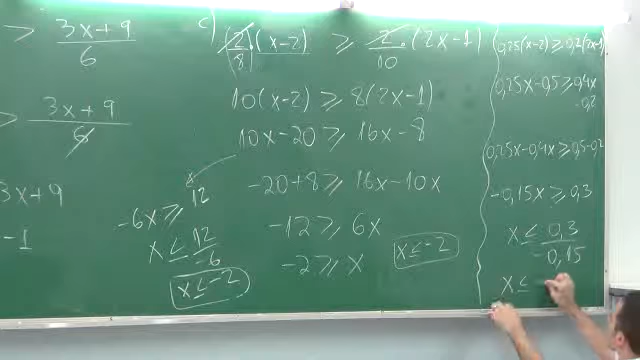 > 3x+9/6
> 3x+9/6
3x+9
-1
c) (2/8)·(x-2) ≥ 2/10·(2x-1)
10(x-2) ≥ 8(2x-1)
10x-20 ≥ 16x-8
-20+8 ≥ 16x-10x
-12 ≥ 6x
-2 ≥ x
x ≤ -2
-6x ≥ 12
x ≤ 12/-6
x ≤ -2
0,25(x-2) ≥ 0,2(2x-1)
0,25x-0,5 ≥ 0,4x
-0,2
0,25x-0,4x ≥ 0,5-0,2
-0,15x ≥ 0,3
x ≤ 0,3/-0,15
x ≤ -